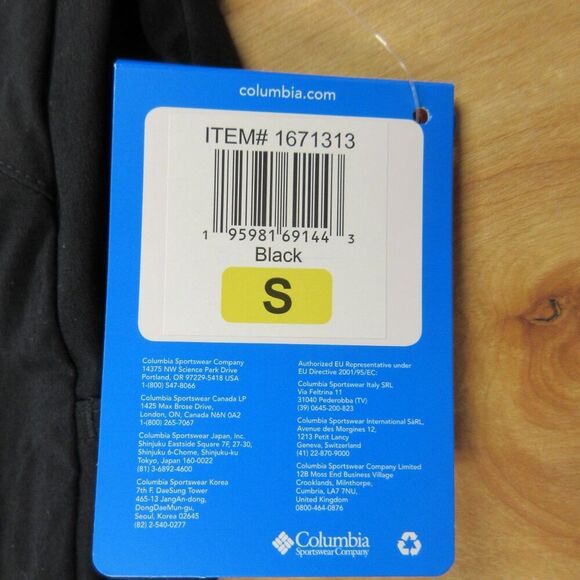 columbia.com
ITEM# 1671313
1 95981 69144 3
Black
S
Columbia Sportswear Company
14375 NW Science Park Drive
Portland, OR 97229-5418 USA
1-(800) 547-8066
Columbia Sportswear Canada LP
1425 Max Brose Drive,
London, ON; Canada N6N 0A2
1-(866) 265-7067
Columbia Sportswear Japan, Inc.
Shinjuku Eastside Square 7F, 27-30,
Shinjuku 6-Chome, Shinjuku-ku
Tokyo, Japan 160-0022
(81) 3-6892-4600
Columbia Sportswear Korea
7th F. DaeSung Tower
465-13 JangAn-dong,
DongDaeMun-gu,
Seoul, Korea 02645
(82) 2-540-0277
Authorized EU Representative under
EU Directive 2001/95/EC:
Columbia Sportswear Italy SRL
Via Feltrina 11
31040 Pederobba (TV)
(39) 0645-200-823
Columbia Sportswear International SàRL,
Avenue des Morgines 12,
1213 Petit Lancy
Geneva, Switzerland
(41) 22-870-9000
Columbia Sportswear Company Limited
12B Moss End Business Village
Crooklands, Milnthorpe,
Cumbria, LA7 7NU,
United Kingdom
0800-464-0876
Columbia
Sportswear Company